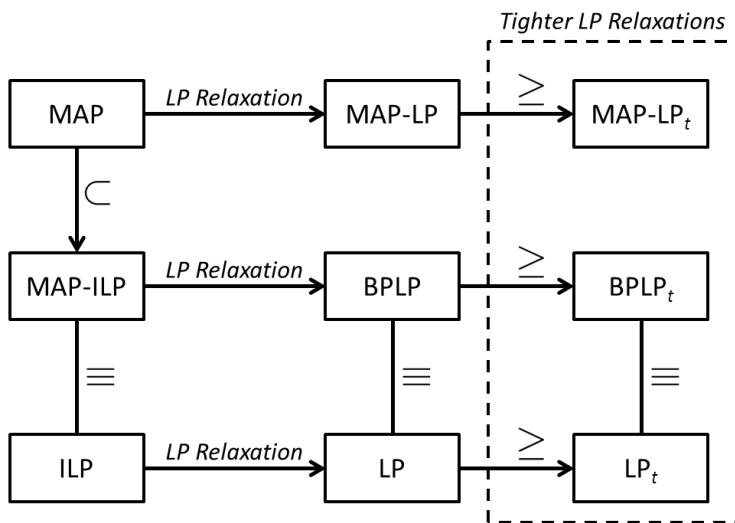 Tighter LP Relaxations
MAP LP Relaxation MAP-LP ≥ MAP-LPₜ
⊂
MAP-ILP LP Relaxation BPLP ≥ BPLPₜ
≡ ≡ ≡
ILP LP Relaxation LP ≥ LPₜ